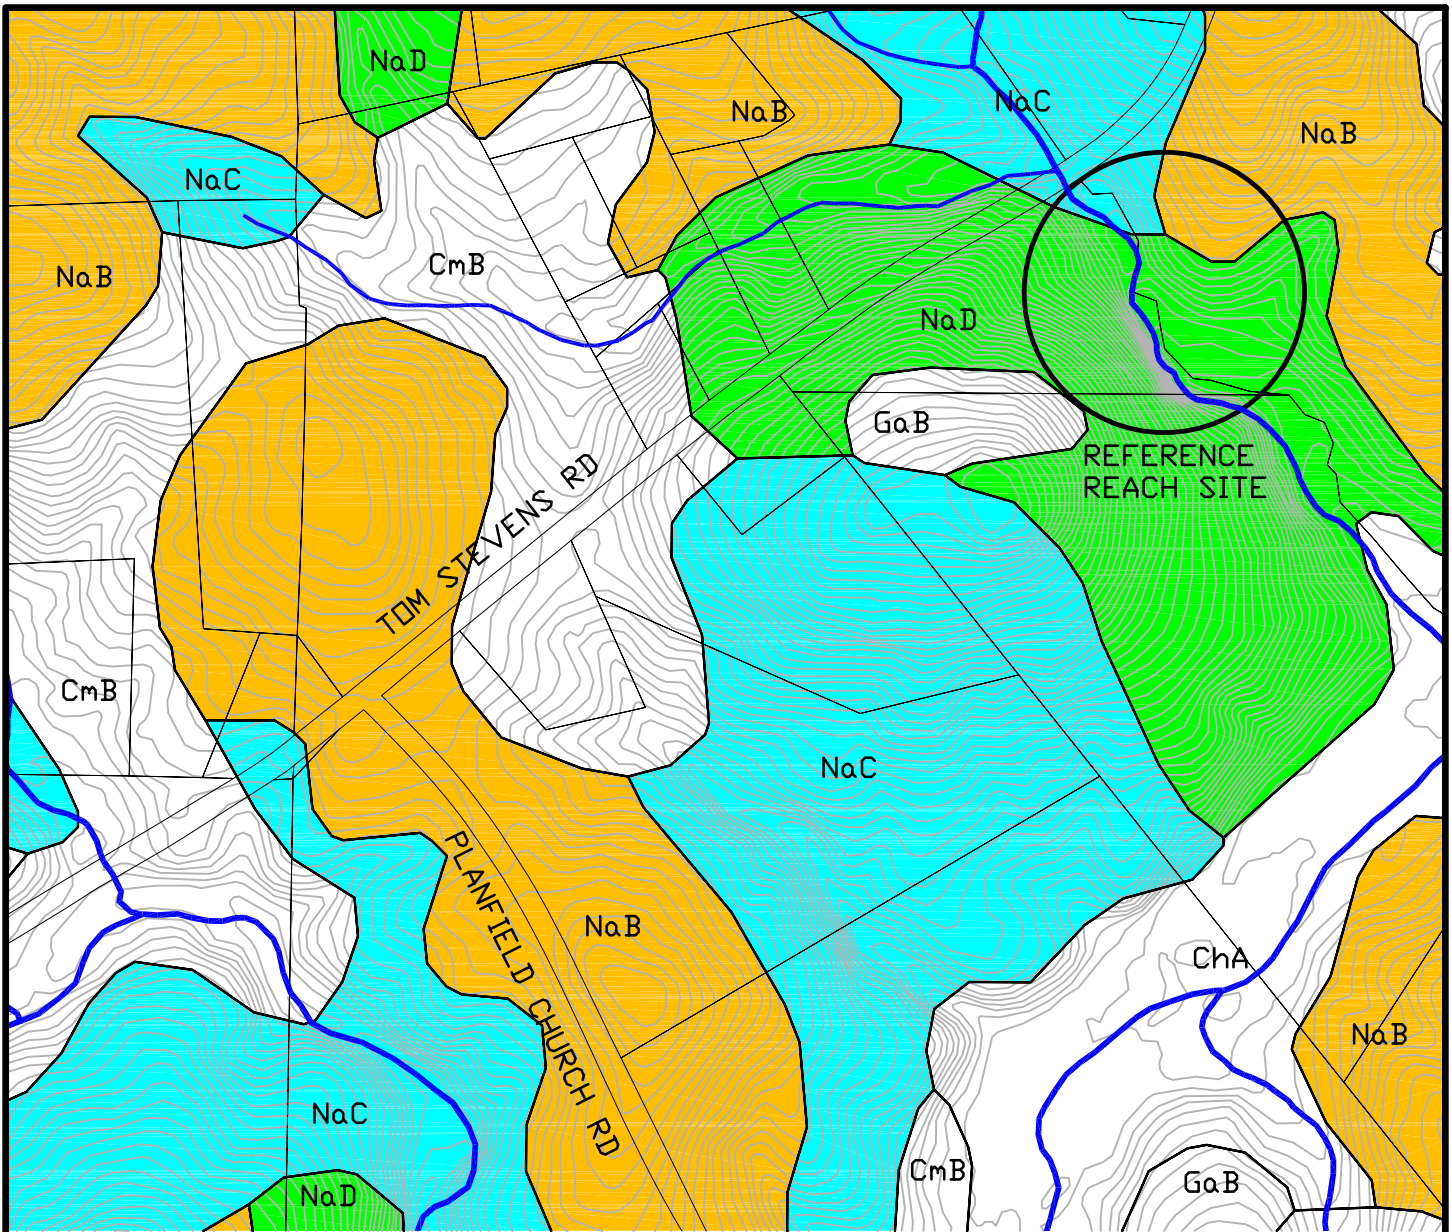 NaD
NaC
NaB
NaB
NaC
CmB
NaB
NaD
GaB
REFERENCE
REACH SITE
TOM STEVENS RD
CmB
NaC
PLANFIELD CHURCH RD
NaB
ChA
NaB
NaC
CmB
GaB
NaD